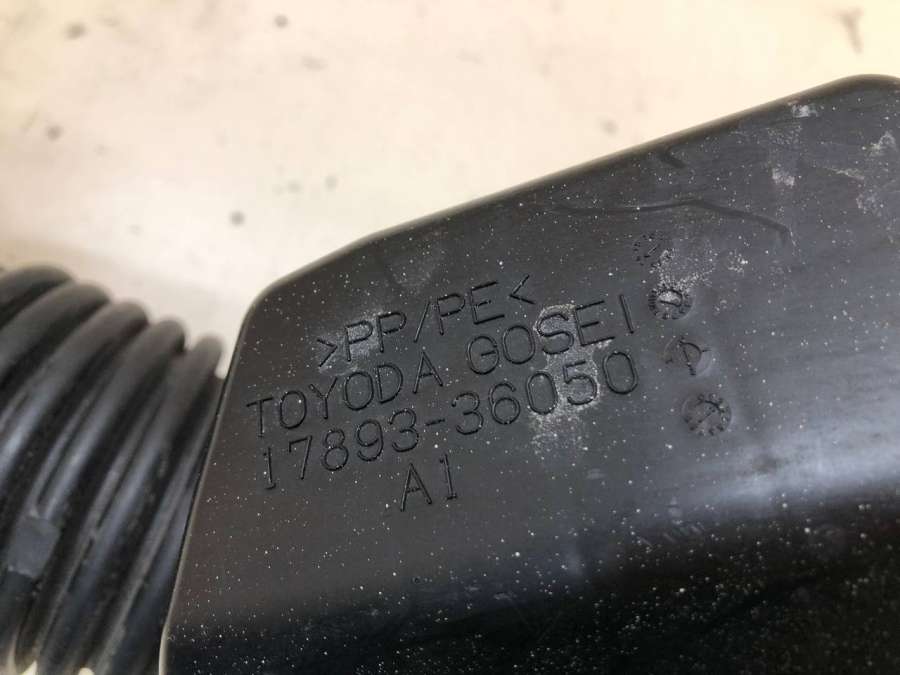 >PP/PE<
TOYODA GOSEI
17893-36050
A1